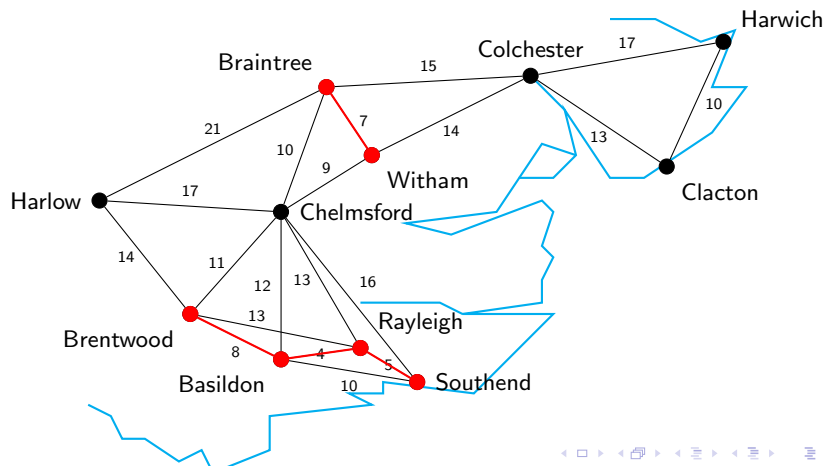 Harwich
17
Colchester
Braintree
15
10
7
14
13
21
10
9
Witham
Clacton
17
Harlow
Chelmsford
14
11
12
13
16
13
Rayleigh
Brentwood
8
4
5
Basildon
10
Southend